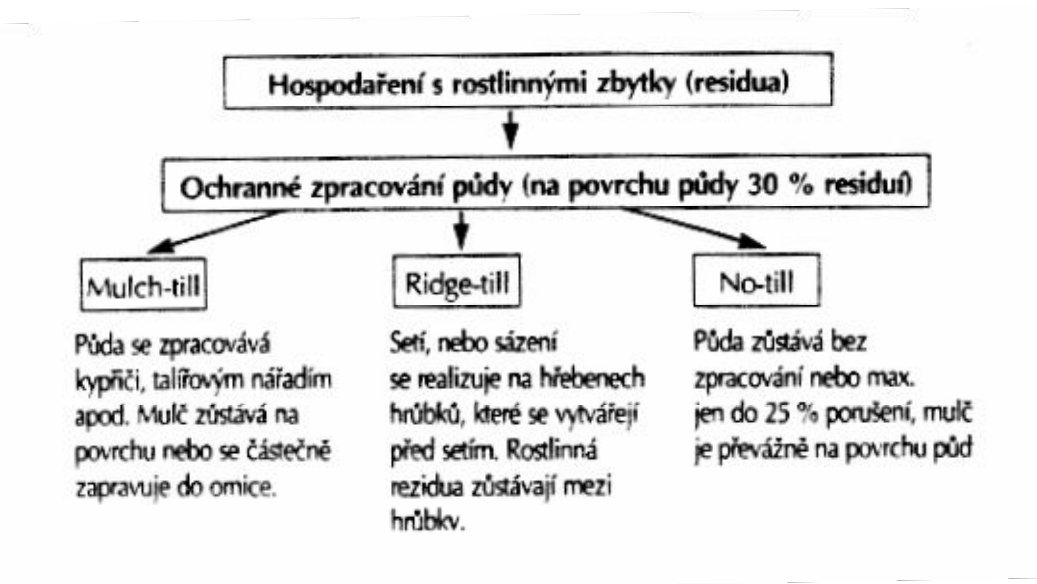 Hospodaření s rostlinnými zbytky (residua)
Ochranné zpracování půdy (na povrchu půdy 30 % residuí)
Mulch-till
Ridge-till
No-till
Půda se zpracovává
kypřiči, talířovým nářadím
apod. Mulč zůstává na
povrchu nebo se částečně
zapravuje do ornice.
Setí, nebo sázení
se realizuje na hřebenech
hrůbků, které se vytvářejí
před setím. Rostlinná
rezidua zůstávají mezi
hrůbky.
Půda zůstává bez
zpracování nebo max.
jen do 25 % porušení, mulč
je převážně na povrchu půd